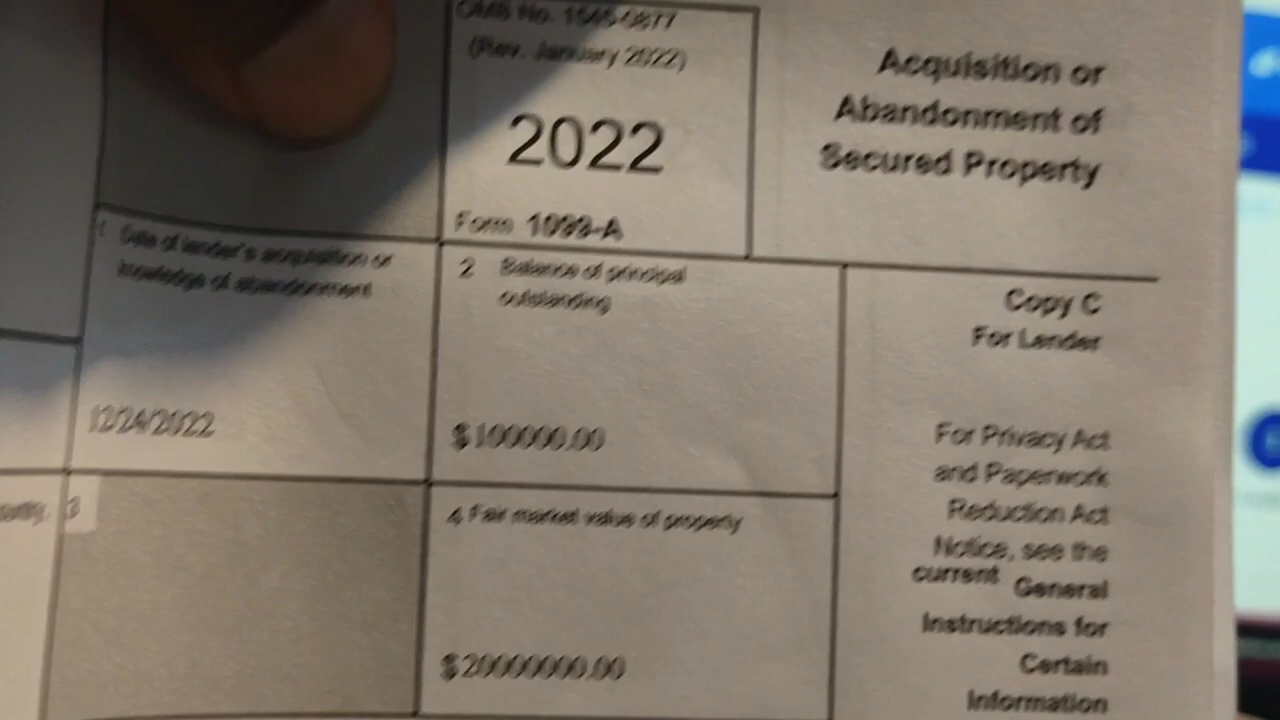 OMB No. 1545-0877
(Rev. January 2022)
2022
Form 1099-A
Acquisition or
Abandonment of
Secured Property
1 Date of lender's acquisition or
knowledge of abandonment
12/24/2022
2 Balance of principal
outstanding
$100000.00
Copy C
For Lender
For Privacy Act
and Paperwork
Reduction Act
Notice, see the
current General
Instructions for
Certain
Information
3
4 Fair market value of property
$20000000.00